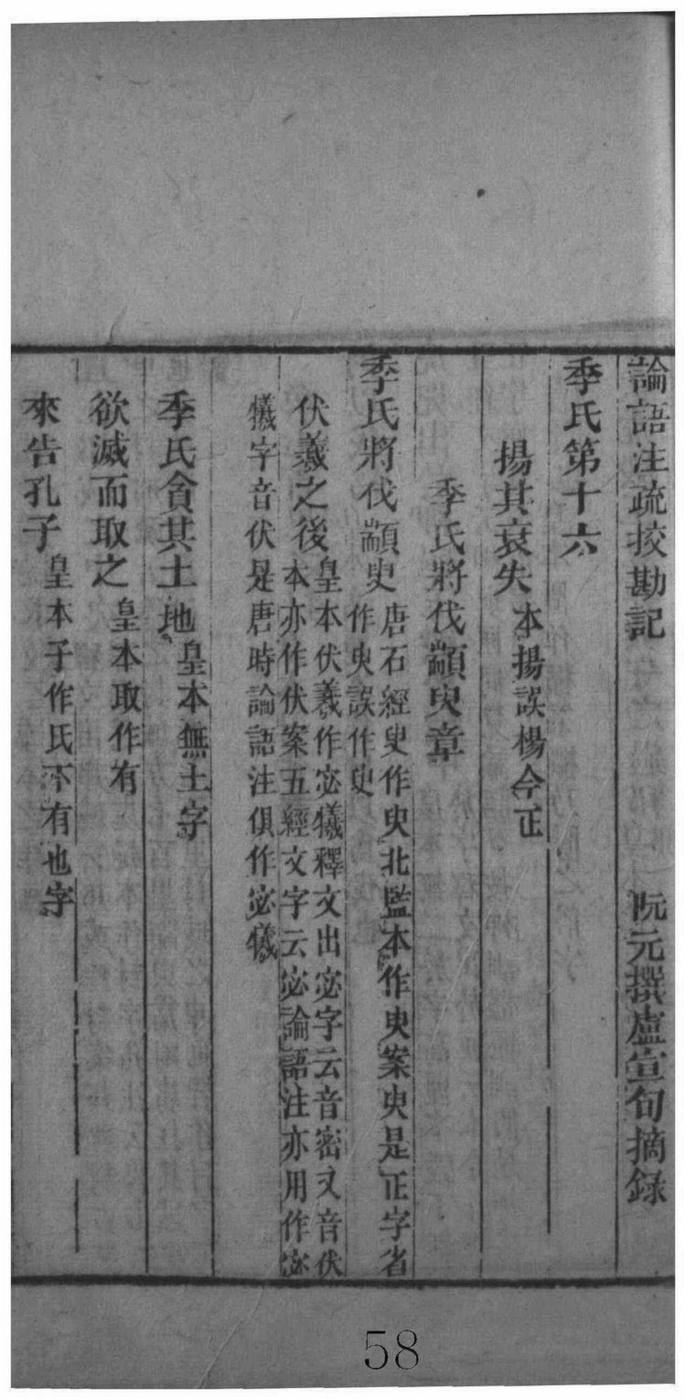 論語注疏挍勘記　阮元撰盧宣旬摘錄
季氏第十六
揚其衰失本揚誤楊今正
季氏將伐顓臾章
季氏將伐顓臾唐石經臾作㬰北監本作㬰案㬰是正字省
作臾誤作史
伏羲之後皇本伏羲作宓犧釋文出宓字云音密又音伏
本亦作伏案五經文字云宓論語注亦用作宓
犧字音伏是唐時論語注俱作宓犧
季氏貪其土地皇本無土字
欲滅而取之皇本取作有
來告孔子皇本子作氏下有也字
58